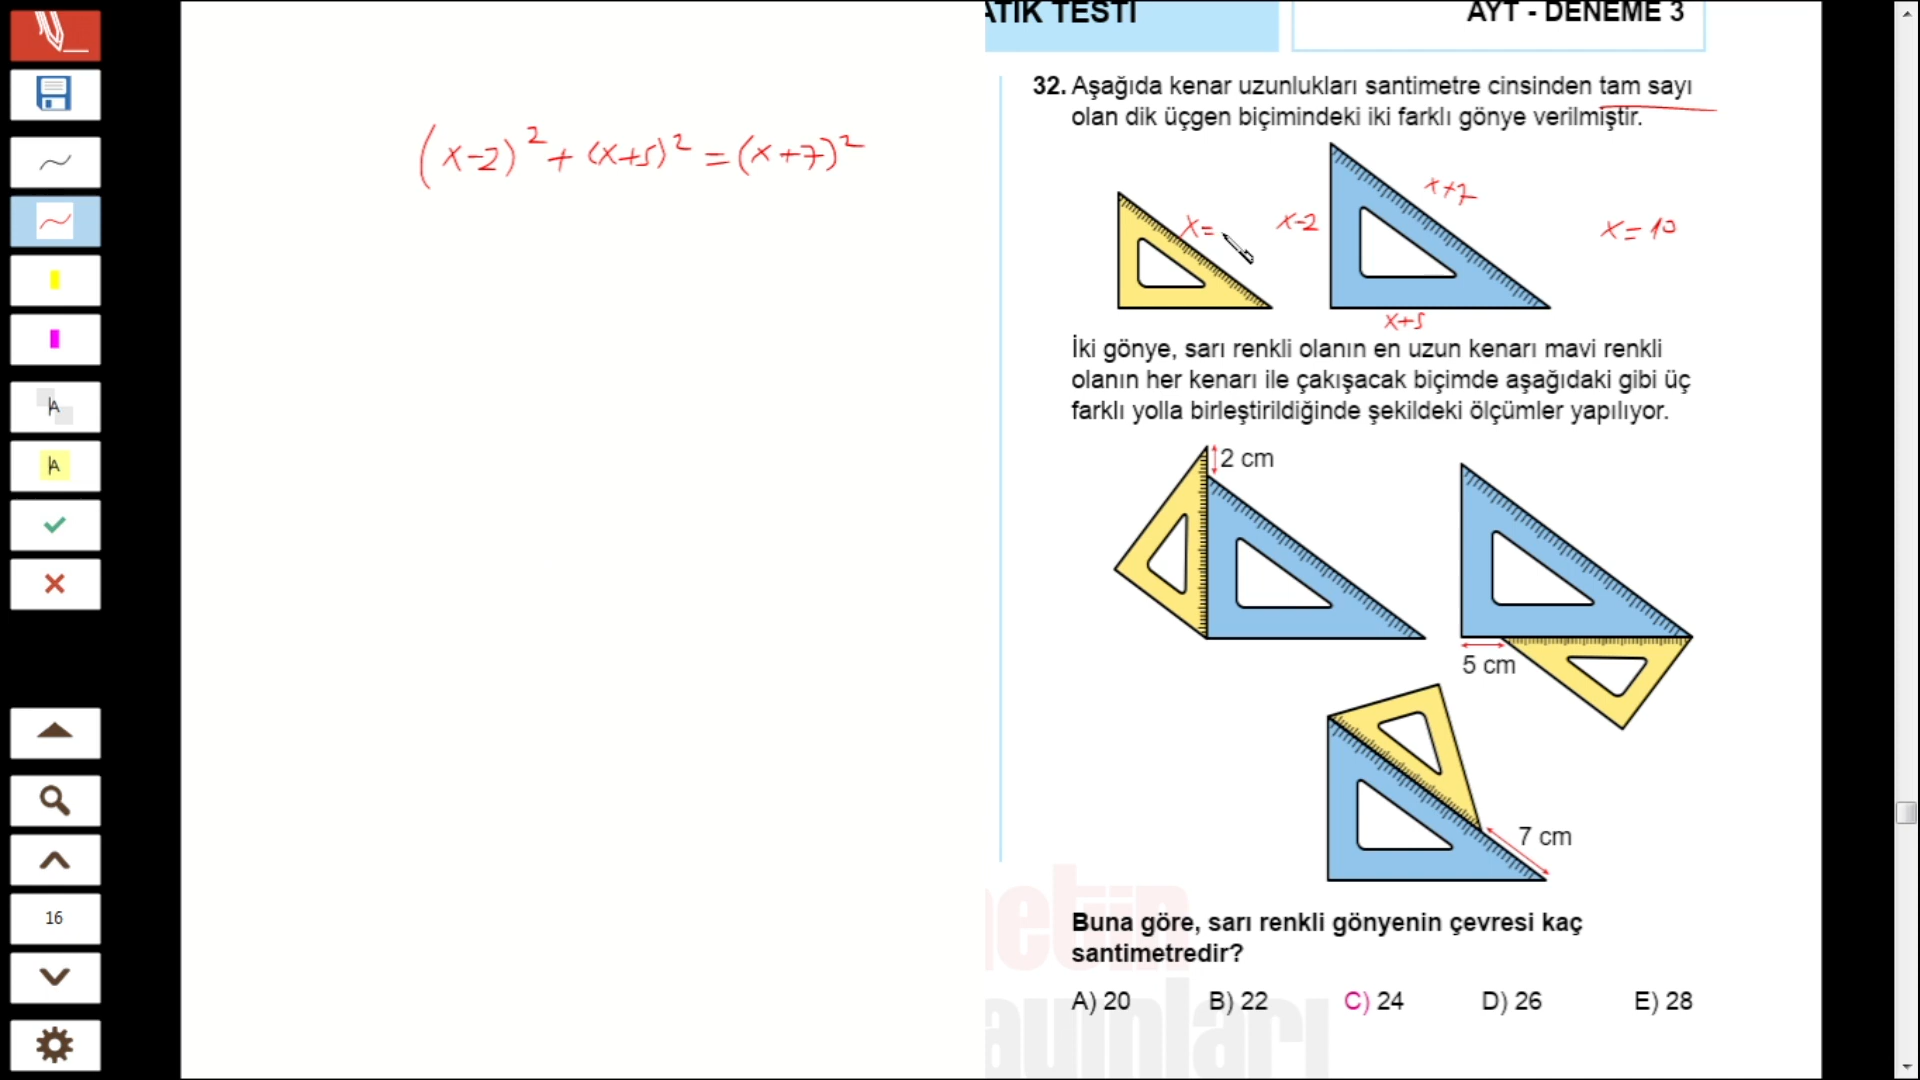 ATİK TESTİ
AYT - DENEME 3
(x-2)² + (x+5)² = (x+7)²
32. Aşağıda kenar uzunlukları santimetre cinsinden tam sayı
olan dik üçgen biçimindeki iki farklı gönye verilmiştir.
x+7
x=
x-2
x=10
x+5
İki gönye, sarı renkli olanın en uzun kenarı mavi renkli
olanın her kenarı ile çakışacak biçimde aşağıdaki gibi üç
farklı yolla birleştirildiğinde şekildeki ölçümler yapılıyor.
2 cm
5 cm
7 cm
Buna göre, sarı renkli gönyenin çevresi kaç
santimetredir?
A) 20 B) 22 C) 24 D) 26 E) 28
A
A
16